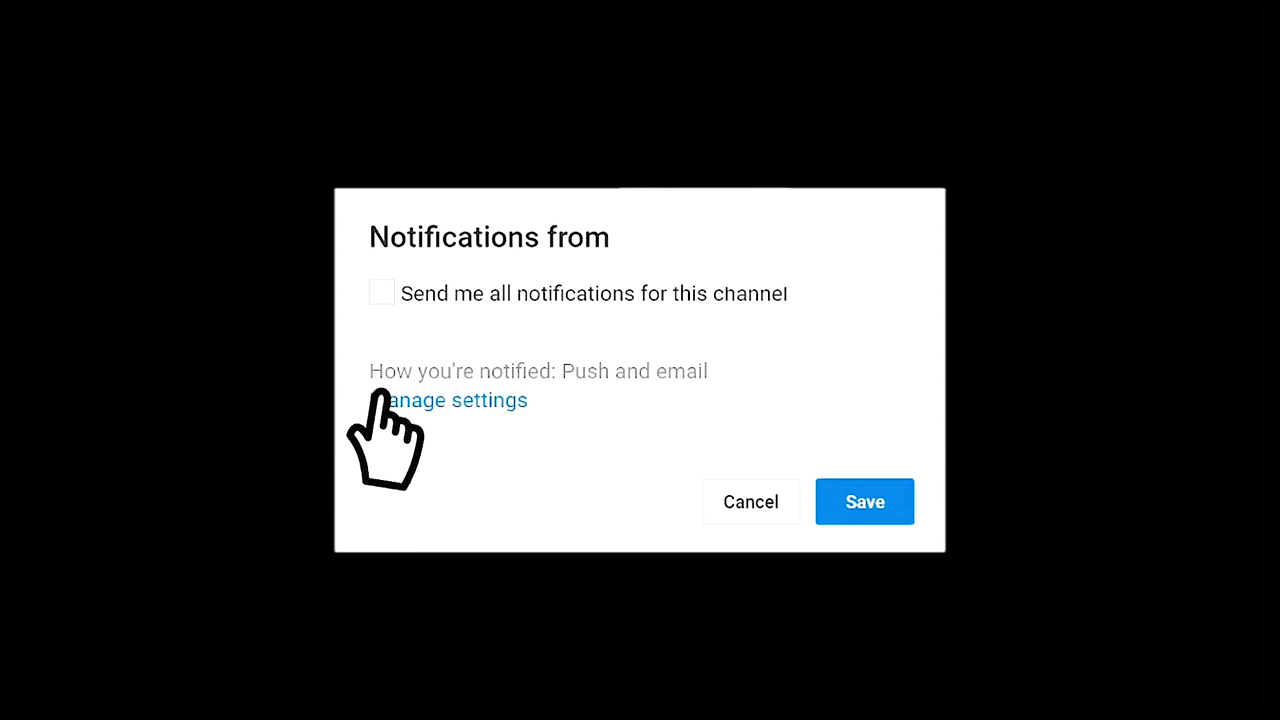 Notifications from
Send me all notifications for this channel
How you're notified: Push and email
anage settings
Cancel
Save